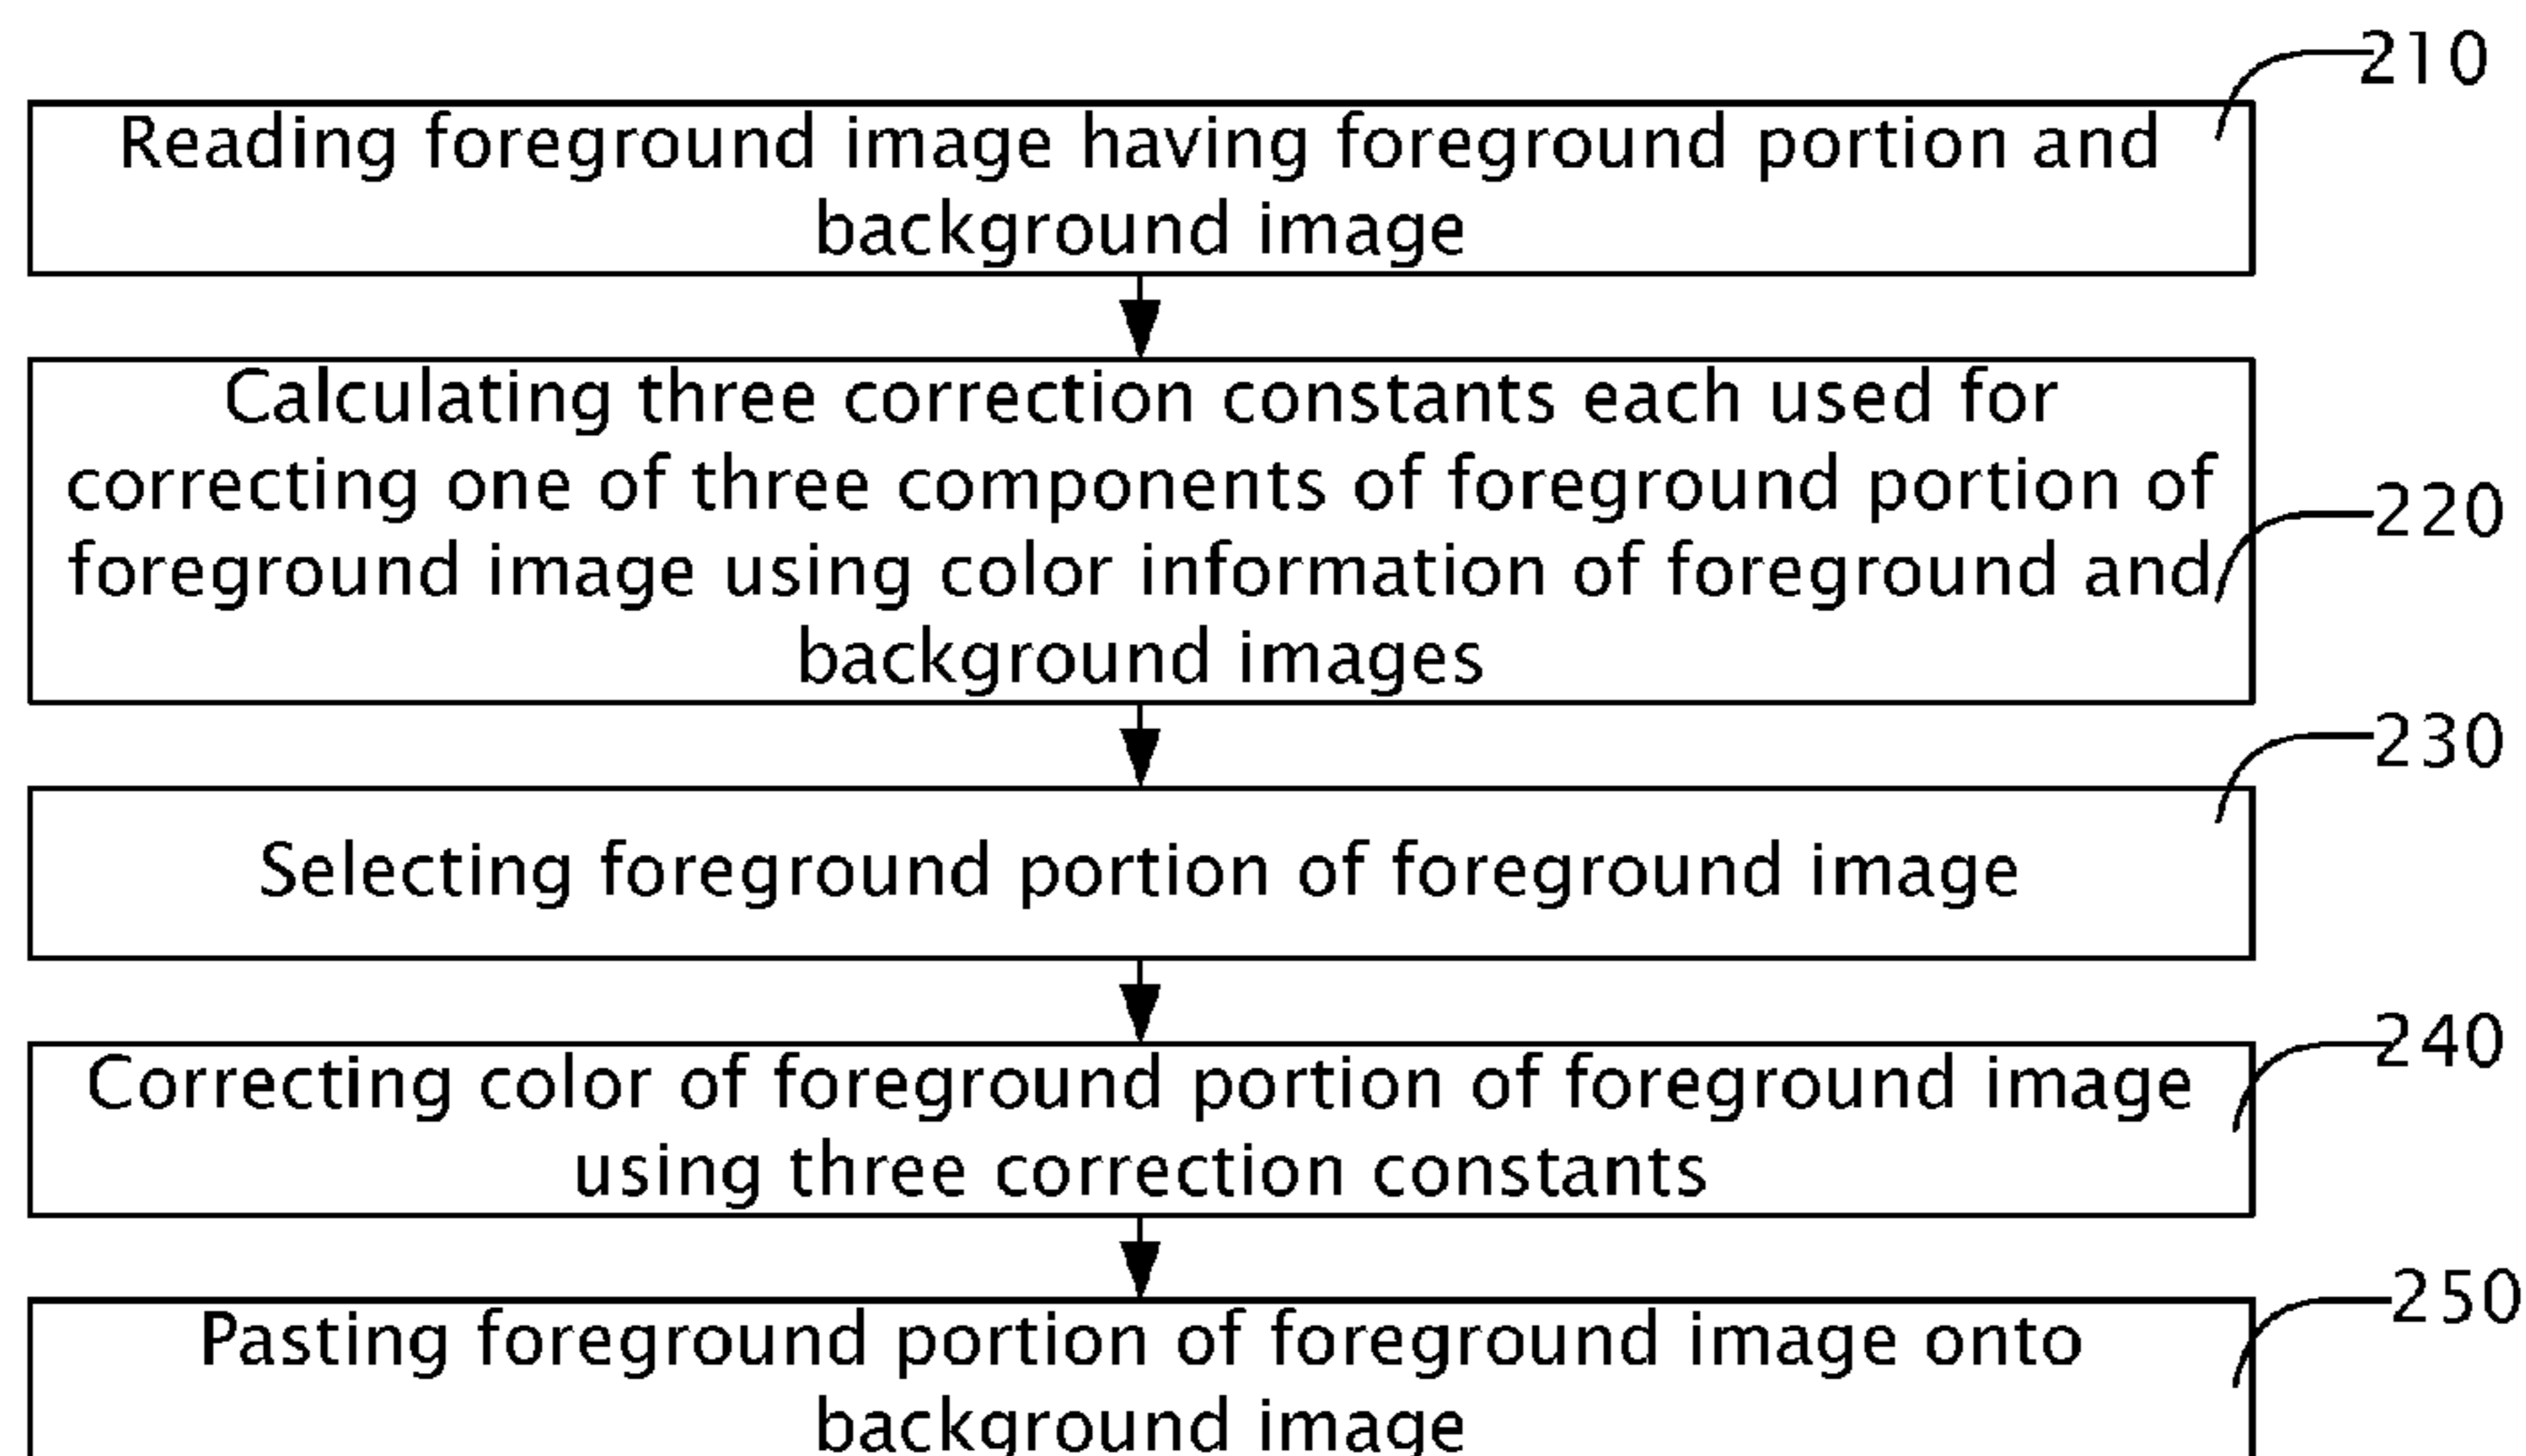 210
Reading foreground image having foreground portion and
background image
Calculating three correction constants each used for
correcting one of three components of foreground portion of
220
foreground image using color information of foreground and
background images
230
Selecting foreground portion of foreground image
240
Correcting color of foreground portion of foreground image
using three correction constants
250
Pasting foreground portion of foreground image onto
background image